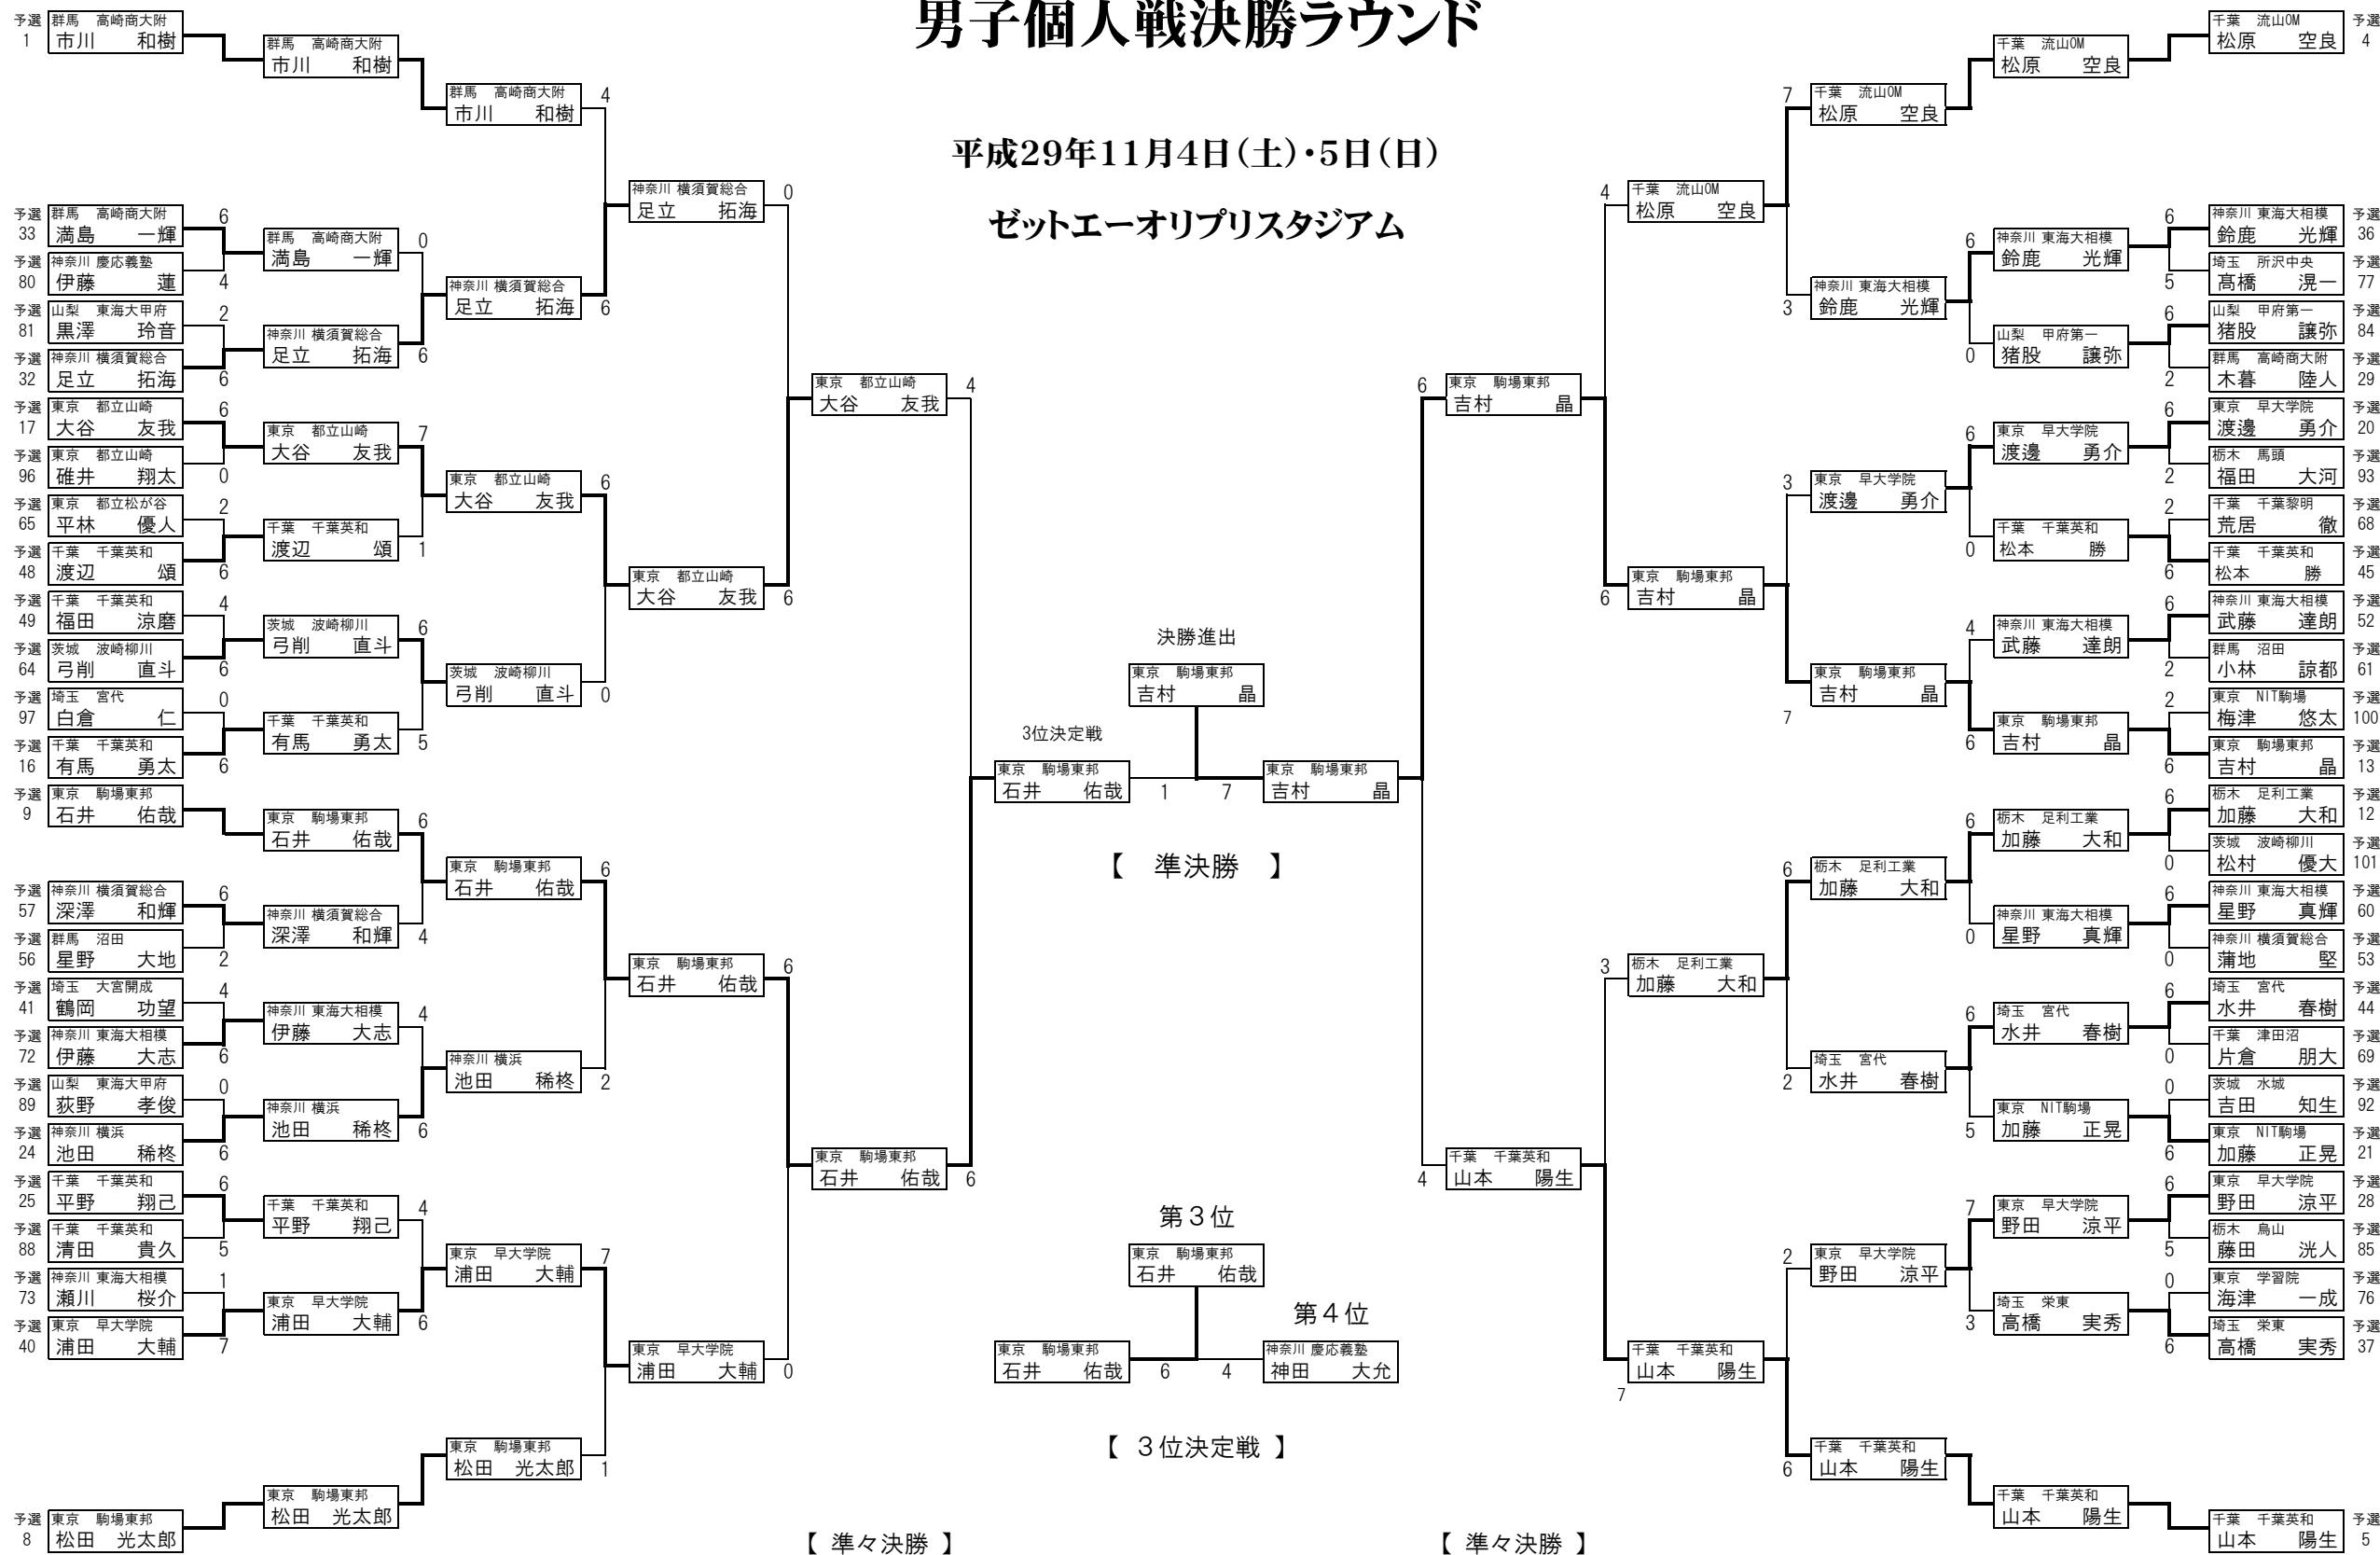 男子個人戦決勝ラウンド
平成29年11月4日(土)・5日(日)
ゼットエーオリプリスタジアム
予選 群馬 高崎商大附
1 市川 和樹
予選 群馬 高崎商大附
33 満島 一輝
6
予選 神奈川 慶応義塾
80 伊藤 蓮
4
予選 山梨 東海大甲府
81 黒澤 玲音
2
予選 神奈川 横須賀総合
32 足立 拓海
6
予選 東京 都立山崎
17 大谷 友我
6
予選 東京 都立山崎
96 碓井 翔太
0
予選 東京 都立松が谷
65 平林 優人
2
予選 千葉 千葉英和
48 渡辺 頌
6
予選 千葉 千葉英和
49 福田 涼磨
4
予選 茨城 波崎柳川
64 弓削 直斗
6
予選 埼玉 宮代
97 白倉 仁
0
予選 千葉 千葉英和
16 有馬 勇太
6
予選 東京 駒場東邦
9 石井 佑哉
予選 神奈川 横須賀総合
57 深澤 和輝
6
予選 群馬 沼田
56 星野 大地
2
予選 埼玉 大宮開成
41 鶴岡 功望
4
予選 神奈川 東海大相模
72 伊藤 大志
6
予選 山梨 東海大甲府
89 荻野 孝俊
0
予選 神奈川 横浜
24 池田 稀柊
6
予選 千葉 千葉英和
25 平野 翔己
6
予選 千葉 千葉英和
88 清田 貴久
5
予選 神奈川 東海大相模
73 瀬川 桜介
1
予選 東京 早大学院
40 浦田 大輔
7
予選 東京 駒場東邦
8 松田 光太郎
群馬 高崎商大附
市川 和樹
群馬 高崎商大附
満島 一輝
0
神奈川 横須賀総合
足立 拓海
6
東京 都立山崎
大谷 友我
7
千葉 千葉英和
渡辺 頌
1
茨城 波崎柳川
弓削 直斗
6
千葉 千葉英和
有馬 勇太
5
東京 駒場東邦
石井 佑哉
6
神奈川 横須賀総合
深澤 和輝
4
神奈川 東海大相模
伊藤 大志
4
神奈川 横浜
池田 稀柊
6
千葉 千葉英和
平野 翔己
4
東京 早大学院
浦田 大輔
6
東京 駒場東邦
松田 光太郎
群馬 高崎商大附
市川 和樹
4
神奈川 横須賀総合
足立 拓海
6
東京 都立山崎
大谷 友我
6
茨城 波崎柳川
弓削 直斗
0
東京 駒場東邦
石井 佑哉
6
神奈川 横浜
池田 稀柊
2
東京 早大学院
浦田 大輔
7
東京 駒場東邦
松田 光太郎
1
神奈川 横須賀総合
足立 拓海
0
東京 都立山崎
大谷 友我
6
東京 駒場東邦
石井 佑哉
6
東京 早大学院
浦田 大輔
0
東京 都立山崎
大谷 友我
4
東京 駒場東邦
石井 佑哉
6
【 準々決勝 】
決勝進出
東京 駒場東邦
吉村 晶
3位決定戦
東京 駒場東邦
石井 佑哉
1
7
東京 駒場東邦
吉村 晶
【 準決勝 】
第3位
東京 駒場東邦
石井 佑哉
第4位
東京 駒場東邦
石井 佑哉
6
4
神奈川 慶応義塾
神田 大允
【 3位決定戦 】
6
東京 駒場東邦
吉村 晶
4
千葉 千葉英和
山本 陽生
【 準々決勝 】
4
千葉 流山OM
松原 空良
6
東京 駒場東邦
吉村 晶
3
栃木 足利工業
加藤 大和
7
千葉 千葉英和
山本 陽生
7
千葉 流山OM
松原 空良
3
神奈川 東海大相模
鈴鹿 光輝
3
東京 早大学院
渡邊 勇介
7
東京 駒場東邦
吉村 晶
6
栃木 足利工業
加藤 大和
2
埼玉 宮代
水井 春樹
2
東京 早大学院
野田 涼平
6
千葉 千葉英和
山本 陽生
千葉 流山OM
松原 空良
6
神奈川 東海大相模
鈴鹿 光輝
0
山梨 甲府第一
猪股 譲弥
6
東京 早大学院
渡邊 勇介
0
千葉 千葉英和
松本 勝
4
神奈川 東海大相模
武藤 達朗
6
東京 駒場東邦
吉村 晶
6
栃木 足利工業
加藤 大和
0
神奈川 東海大相模
星野 真輝
6
埼玉 宮代
水井 春樹
5
東京 NIT駒場
加藤 正晃
7
東京 早大学院
野田 涼平
3
埼玉 栄東
高橋 実秀
千葉 千葉英和
山本 陽生
千葉 流山OM 予選
松原 空良 4
6
神奈川 東海大相模 予選
鈴鹿 光輝 36
5
埼玉 所沢中央 予選
髙橋 滉一 77
6
山梨 甲府第一 予選
猪股 譲弥 84
2
群馬 高崎商大附 予選
木暮 陸人 29
6
東京 早大学院 予選
渡邊 勇介 20
2
栃木 馬頭 予選
福田 大河 93
2
千葉 千葉黎明 予選
荒居 徹 68
6
千葉 千葉英和 予選
松本 勝 45
6
神奈川 東海大相模 予選
武藤 達朗 52
2
群馬 沼田 予選
小林 諒都 61
2
東京 NIT駒場 予選
梅津 悠太 100
6
東京 駒場東邦 予選
吉村 晶 13
6
栃木 足利工業 予選
加藤 大和 12
0
茨城 波崎柳川 予選
松村 優大 101
6
神奈川 東海大相模 予選
星野 真輝 60
0
神奈川 横須賀総合 予選
蒲地 堅 53
6
埼玉 宮代 予選
水井 春樹 44
0
千葉 津田沼 予選
片倉 朋大 69
0
茨城 水城 予選
吉田 知生 92
6
東京 NIT駒場 予選
加藤 正晃 21
6
東京 早大学院 予選
野田 涼平 28
5
栃木 烏山 予選
藤田 洸人 85
0
東京 学習院 予選
海津 一成 76
6
埼玉 栄東 予選
高橋 実秀 37
千葉 千葉英和 予選
山本 陽生 5